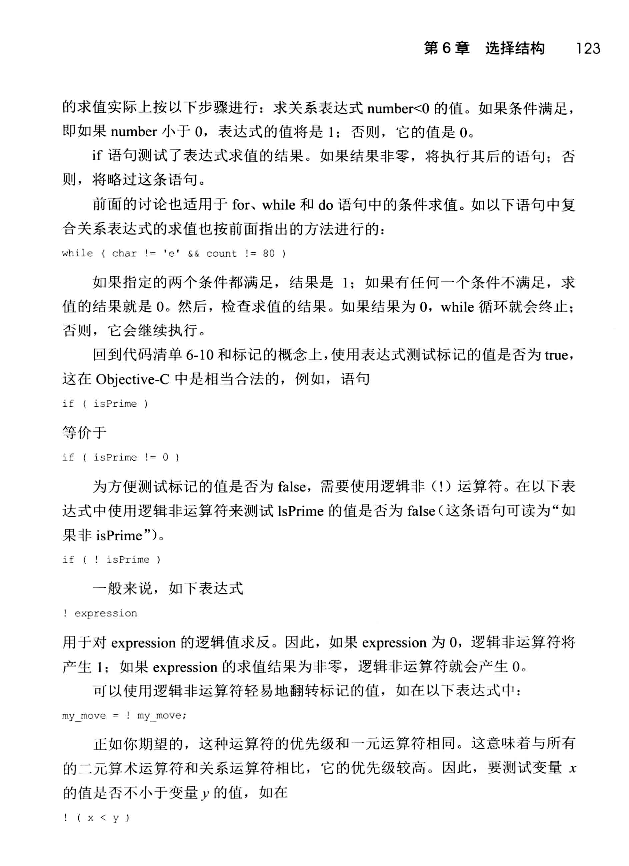 第 6 章 选择结构 123
的求值实际上按以下步骤进行：求关系表达式 number<0 的值。如果条件满足，
即如果 number 小于 0，表达式的值将是 1；否则，它的值是 0。
if 语句测试了表达式求值的结果。如果结果非零，将执行其后的语句；否
则，将略过这条语句。
前面的讨论也适用于 for、while 和 do 语句中的条件求值。如以下语句中复
合关系表达式的求值也按前面指出的方法进行的：
while ( char != 'e' && count != 80 )
如果指定的两个条件都满足，结果是 1；如果有任何一个条件不满足，求
值的结果就是 0。然后，检查求值的结果。如果结果为 0，while 循环就会终止；
否则，它会继续执行。
回到代码清单 6-10 和标记的概念上，使用表达式测试标记的值是否为 true，
这在 Objective-C 中是相当合法的，例如，语句
if ( isPrime )
等价于
if ( isPrime != 0 )
为方便测试标记的值是否为 false，需要使用逻辑非（!）运算符。在以下表
达式中使用逻辑非运算符来测试 IsPrime 的值是否为 false（这条语句可读为“如
果非 isPrime”）。
if ( ! isPrime )
一般来说，如下表达式
! expression
用于对 expression 的逻辑值求反。因此，如果 expression 为 0，逻辑非运算符将
产生 1；如果 expression 的求值结果为非零，逻辑非运算符就会产生 0。
可以使用逻辑非运算符轻易地翻转标记的值，如在以下表达式中：
my_move = ! my_move;
正如你期望的，这种运算符的优先级和一元运算符相同。这意味着与所有
的二元算术运算符和关系运算符相比，它的优先级较高。因此，要测试变量 x
的值是否不小于变量 y 的值，如在
! ( x < y )